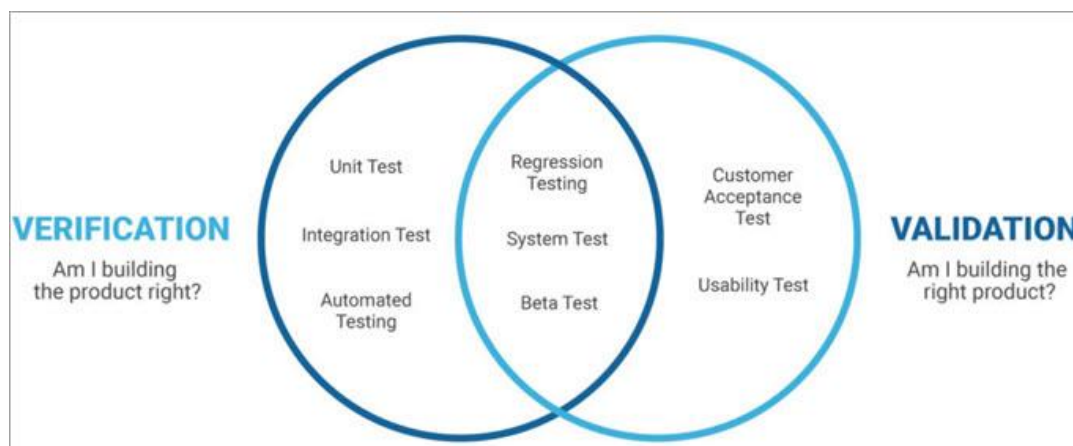 VERIFICATION
Am I building
the product right?
Unit Test
Integration Test
Automated
Testing
Regression
Testing
System Test
Beta Test
Customer
Acceptance
Test
Usability Test
VALIDATION
Am I building the
right product?